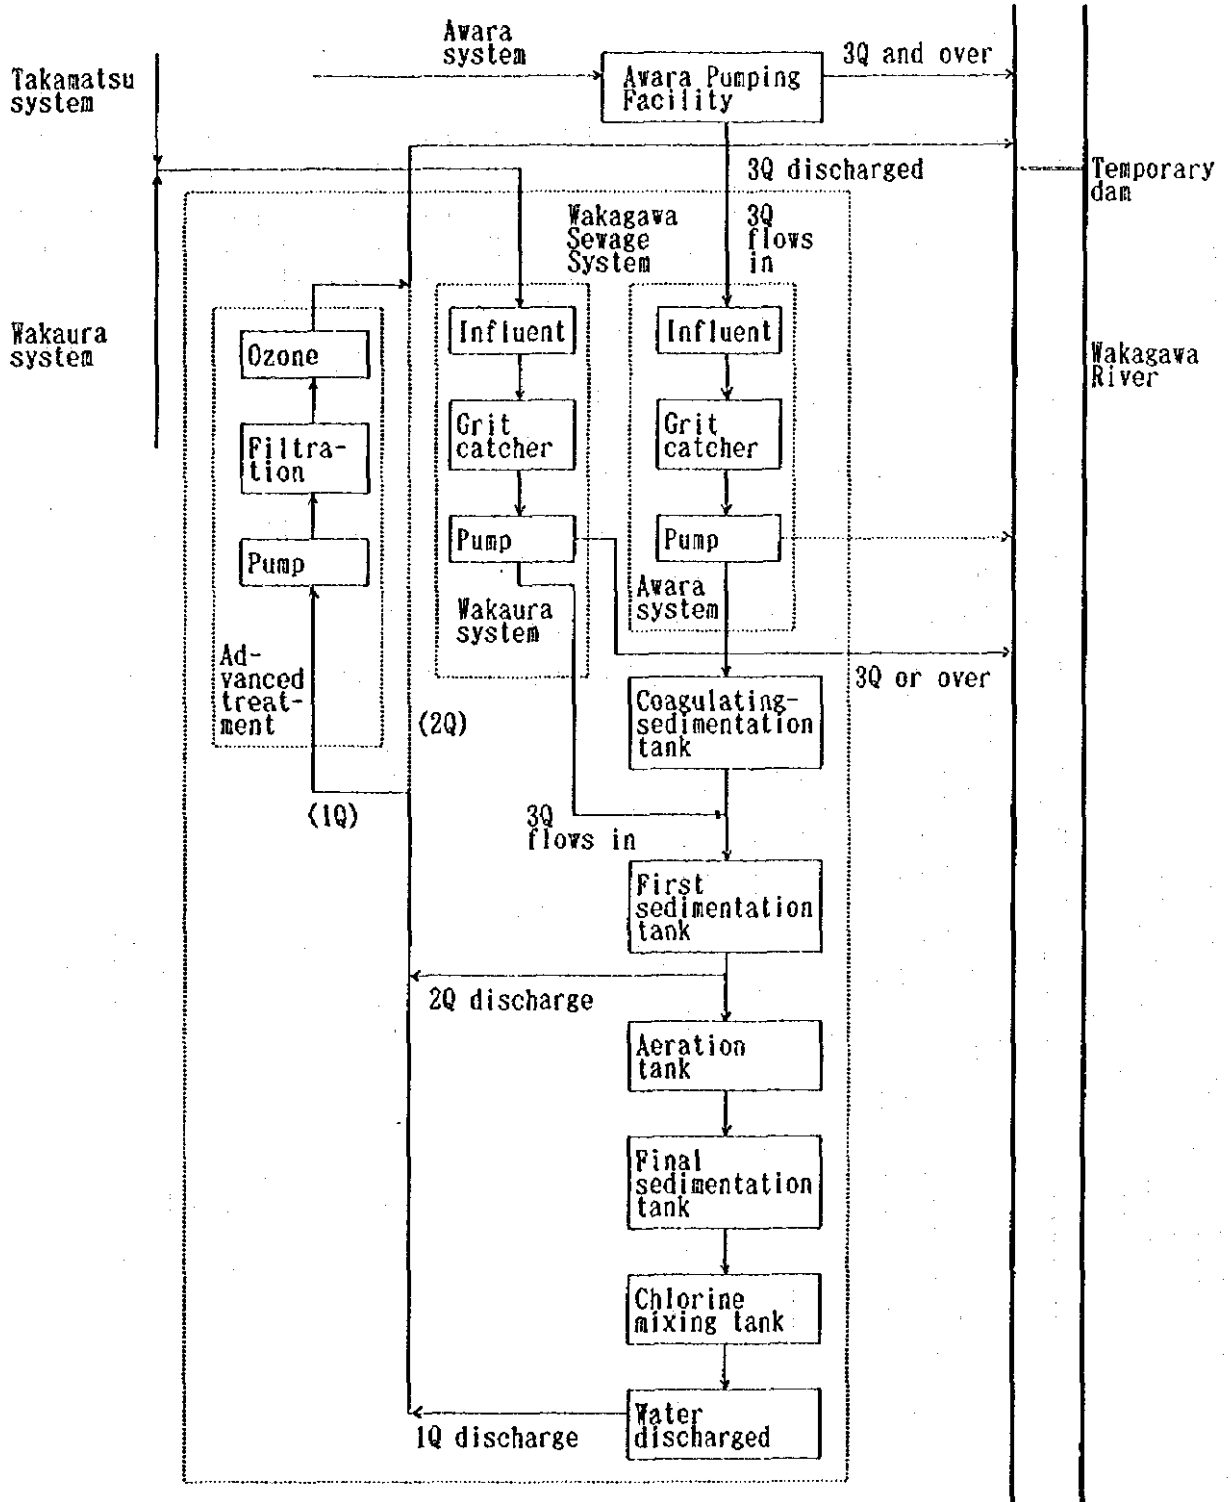 Awara
system
Takamatsu
system
Awara Pumping
Facility
3Q and over
3Q discharged
Temporary
dam
Wakagawa
Sewage
System
3Q
flows
in
Wakaura
system
Ozone
Influent
Influent
Wakagawa
River
Filtra-
tion
Grit
catcher
Grit
catcher
Pump
Pump
Pump
Wakaura
system
Awara
system
Ad-
vanced
treat-
ment
(2Q)
3Q or over
Coagulating-
sedimentation
tank
(1Q)
3Q
flows in
First
sedimentation
tank
2Q discharge
Aeration
tank
Final
sedimentation
tank
Chlorine
mixing tank
1Q discharge
Water
discharged